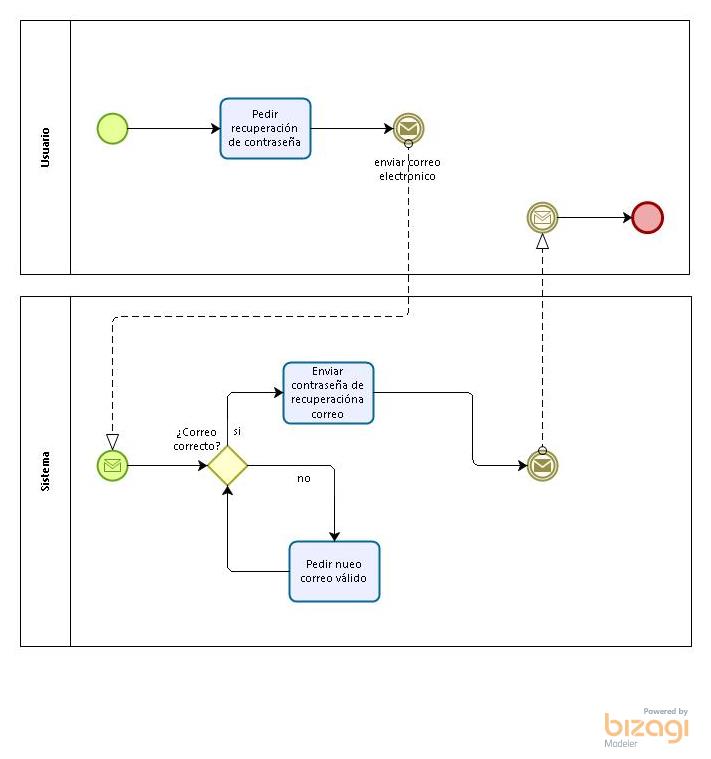 Usuario
Pedir
recuperación
de contraseña
enviar correo
electronico
Sistema
Enviar
contraseña de
recuperacióna
correo
¿Correo
correcto?
si
no
Pedir nueo
correo válido
Powered by
bizagi
Modeler